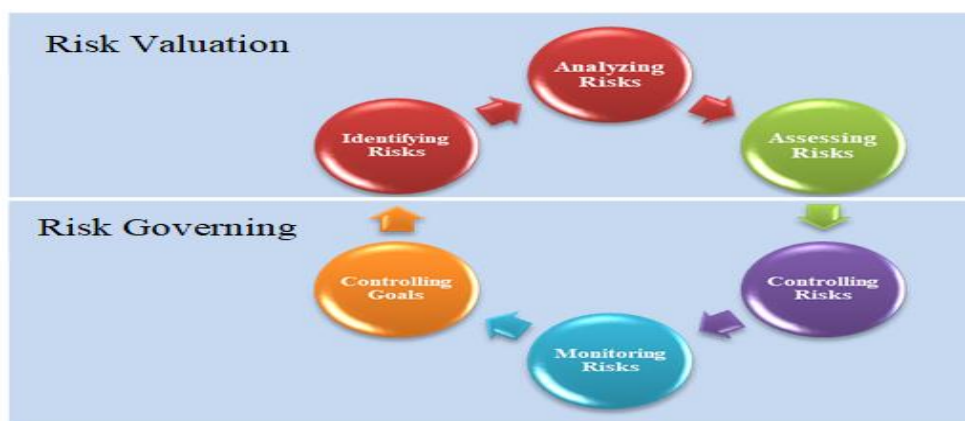 Risk Valuation
Analyzing
Risks
Identifying
Risks
Assessing
Risks
Risk Governing
Controlling
Goals
Controlling
Risks
Monitoring
Risks